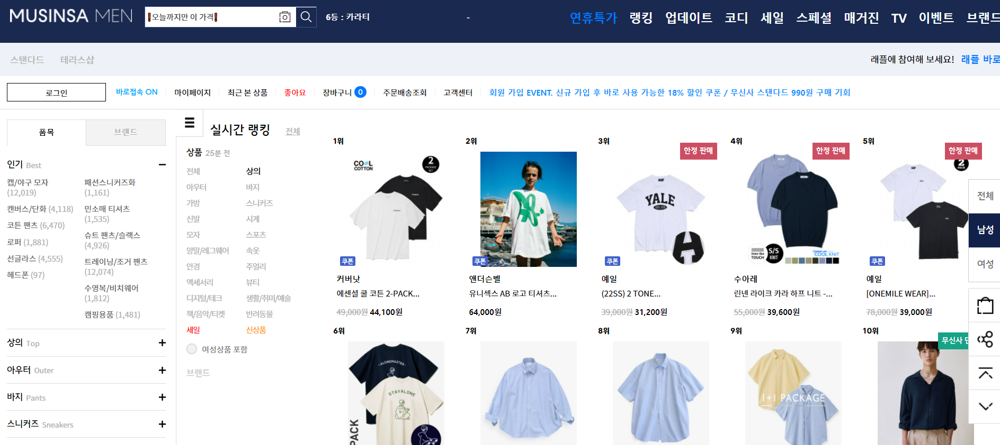 MUSINSA MEN
❗오늘까지만 이 가격❗
6등 : 카라티
-
연휴특가 랭킹 업데이트 코디 세일 스페셜 매거진 TV 이벤트 브랜드
스탠다드 테라스샵
래플에 참여해 보세요! 래플 바로
로그인
바로접속 ON 마이페이지 최근 본 상품 좋아요 장바구니 0 주문배송조회 고객센터
회원 가입 EVENT. 신규 가입 후 바로 사용 가능한 18% 할인 쿠폰 / 무신사 스탠다드 990원 구매 기회
품목 브랜드
인기 Best
캡/야구 모자
(12,019)
캔버스/단화 (4,118)
코튼 팬츠 (6,470)
로퍼 (1,881)
선글라스 (4,555)
헤드폰 (97)
패션스니커즈화
(1,161)
민소매 티셔츠
(1,535)
슈트 팬츠/슬랙스
(4,926)
트레이닝/조거 팬츠
(12,074)
수영복/비치웨어
(1,812)
캠핑용품 (1,481)
상의 Top
아우터 Outer
바지 Pants
스니커즈 Sneakers
실시간 랭킹 전체
상품 25분 전
전체 상의
아우터 바지
가방 스니커즈
신발 시계
모자 스포츠
양말/레그웨어 속옷
안경 주얼리
액세서리 뷰티
디지털/테크 생활/취미/예술
책/음악/티켓 반려동물
세일 신상품
여성상품 포함
브랜드
1위
COOL
COTTON
2
PACKAGE
SET
쿠폰
커버낫
에센셜 쿨 코튼 2-PACK...
49,000원 44,100원
2위
쿠폰
앤더슨벨
유니섹스 AB 로고 티셔츠...
64,000원
3위
한정 판매
YALE
쿠폰
예일
(22SS) 2 TONE...
39,000원 31,200원
4위
한정 판매
linen-like
TOUCH
S/S
KNIT
COOL KNIT
수아레
린넨 라이크 카라 하프 니트 -...
55,000원 39,600원
5위
한정 판매
2
PACK
쿠폰
예일
[ONEMILE WEAR]...
78,000원 39,000원
6위
ALONEMASTER
STAYALONE
PACK
7위
8위
9위
1+1 PACKAGE
10위
무신사 단
전체
남성
여성